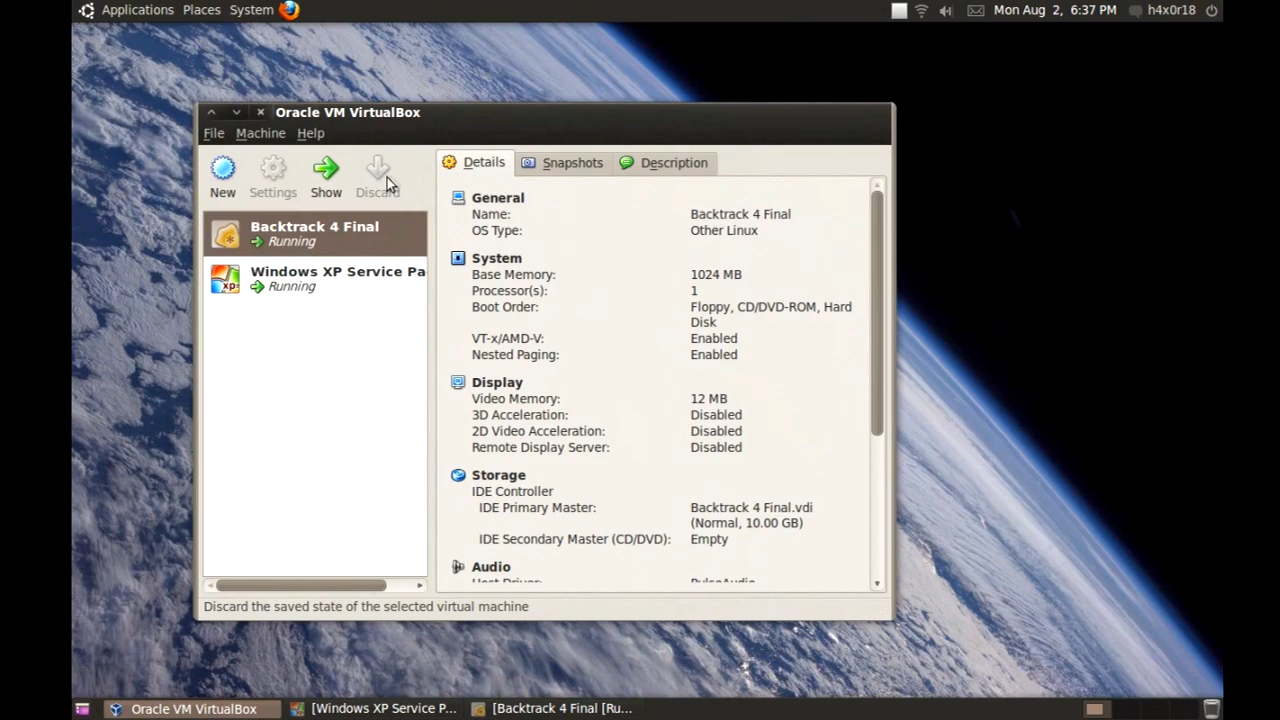 Applications Places System
Mon Aug 2, 6:37 PM h4x0r18
Oracle VM VirtualBox
File Machine Help
New Settings Show Discard
Details Snapshots Description
Backtrack 4 Final
Running
Windows XP Service Pa
Running
General
Name: Backtrack 4 Final
OS Type: Other Linux
System
Base Memory: 1024 MB
Processor(s): 1
Boot Order: Floppy, CD/DVD-ROM, Hard
Disk
VT-x/AMD-V: Enabled
Nested Paging: Enabled
Display
Video Memory: 12 MB
3D Acceleration: Disabled
2D Video Acceleration: Disabled
Remote Display Server: Disabled
Storage
IDE Controller
IDE Primary Master: Backtrack 4 Final.vdi
(Normal, 10.00 GB)
IDE Secondary Master (CD/DVD): Empty
Audio
Host Driver: PulseAudio
Discard the saved state of the selected virtual machine
Oracle VM VirtualBox [Windows XP Service P... [Backtrack 4 Final [Ru...